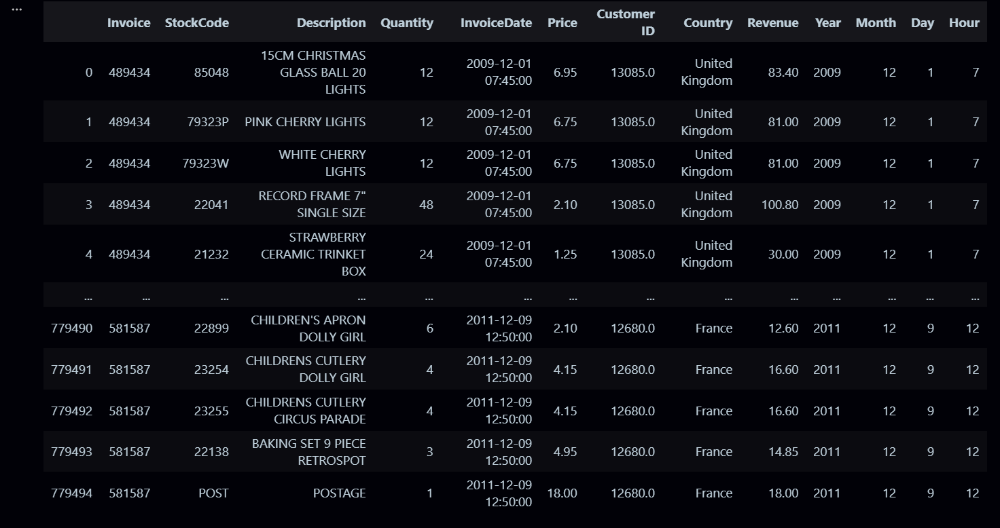 ...
Invoice StockCode Description Quantity InvoiceDate Price Customer ID Country Revenue Year Month Day Hour
0 489434 85048 15CM CHRISTMAS GLASS BALL 20 LIGHTS 12 2009-12-01 07:45:00 6.95 13085.0 United Kingdom 83.40 2009 12 1 7
1 489434 79323P PINK CHERRY LIGHTS 12 2009-12-01 07:45:00 6.75 13085.0 United Kingdom 81.00 2009 12 1 7
2 489434 79323W WHITE CHERRY LIGHTS 12 2009-12-01 07:45:00 6.75 13085.0 United Kingdom 81.00 2009 12 1 7
3 489434 22041 RECORD FRAME 7" SINGLE SIZE 48 2009-12-01 07:45:00 2.10 13085.0 United Kingdom 100.80 2009 12 1 7
4 489434 21232 STRAWBERRY CERAMIC TRINKET BOX 24 2009-12-01 07:45:00 1.25 13085.0 United Kingdom 30.00 2009 12 1 7
... ... ... ... ... ... ... ... ... ... ... ... ... ...
779490 581587 22899 CHILDREN'S APRON DOLLY GIRL 6 2011-12-09 12:50:00 2.10 12680.0 France 12.60 2011 12 9 12
779491 581587 23254 CHILDRENS CUTLERY DOLLY GIRL 4 2011-12-09 12:50:00 4.15 12680.0 France 16.60 2011 12 9 12
779492 581587 23255 CHILDRENS CUTLERY CIRCUS PARADE 4 2011-12-09 12:50:00 4.15 12680.0 France 16.60 2011 12 9 12
779493 581587 22138 BAKING SET 9 PIECE RETROSPOT 3 2011-12-09 12:50:00 4.95 12680.0 France 14.85 2011 12 9 12
779494 581587 POST POSTAGE 1 2011-12-09 12:50:00 18.00 12680.0 France 18.00 2011 12 9 12